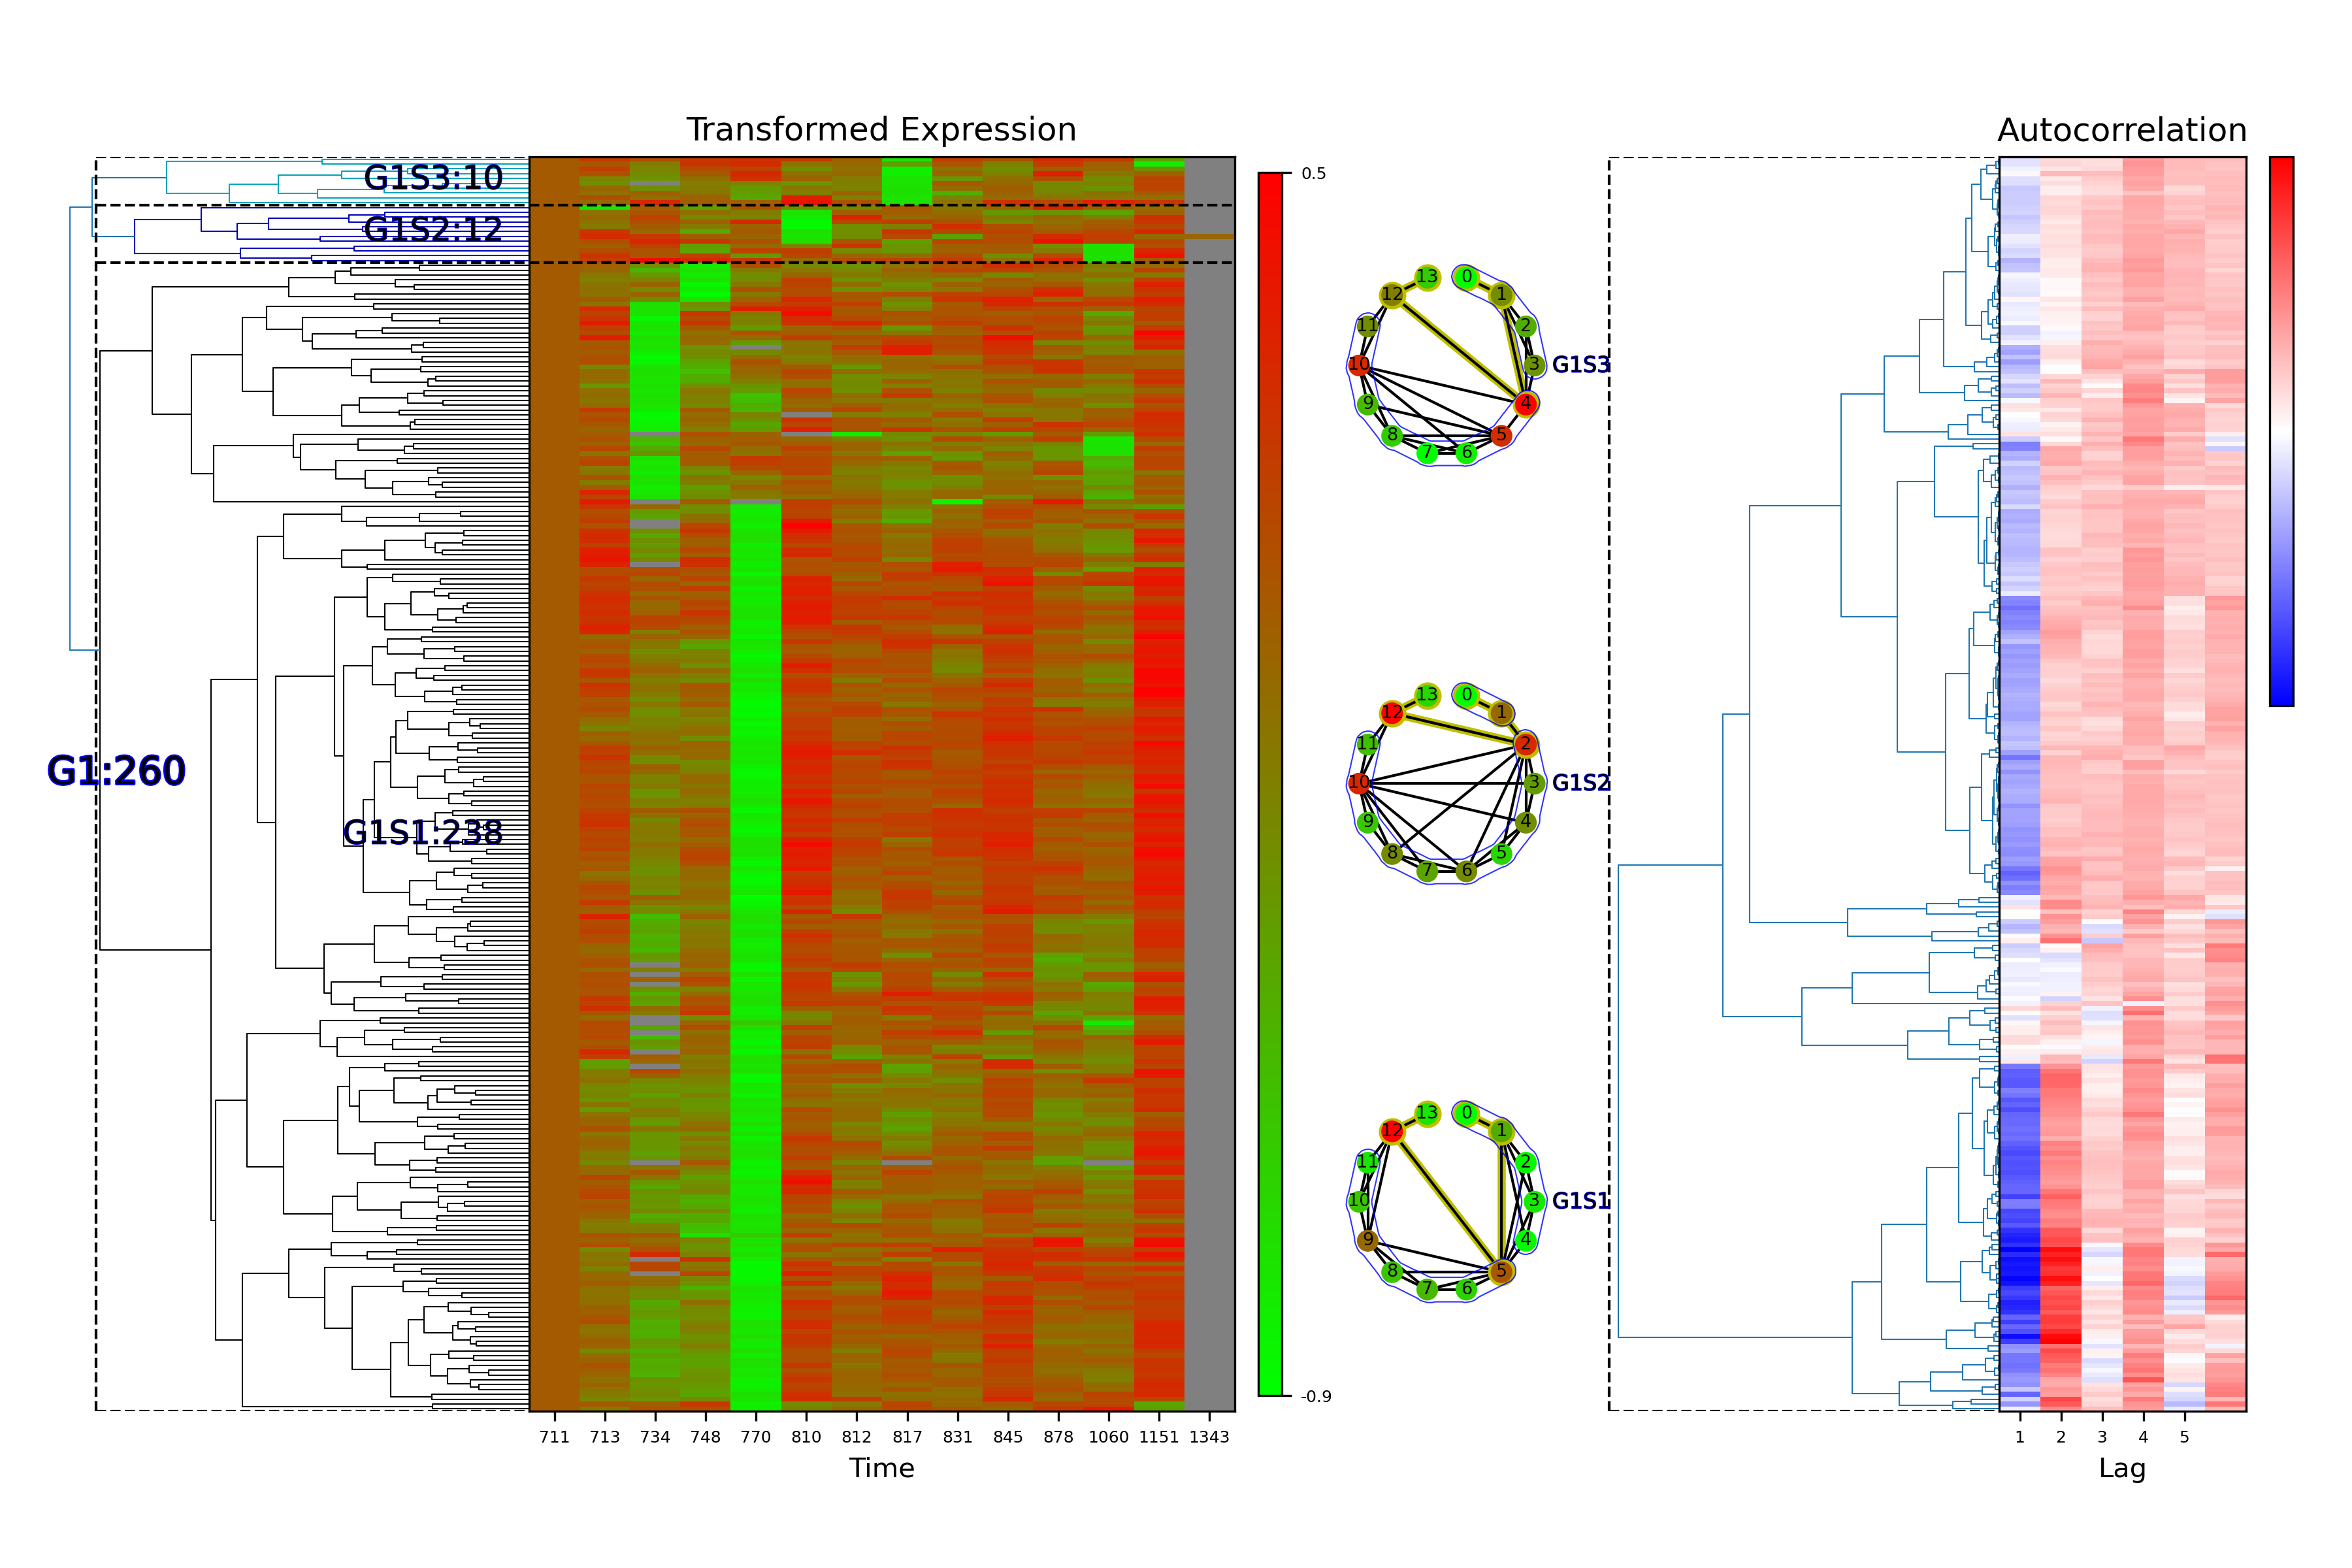 Transformed Expression
Autocorrelation
G1S3:10
G1S2:12
G1:260
G1S1:238
0.5
-0.9
13 0
12 1
11 2
10 3 G1S3
9 4
8 5
7 6
13 0
12 1
11 2
10 3 G1S2
9 4
8 5
7 6
13 0
12 1
11 2
10 3 G1S1
9 4
8 5
7 6
711 713 734 748 770 810 812 817 831 845 878 1060 1151 1343
Time
1 2 3 4 5
Lag